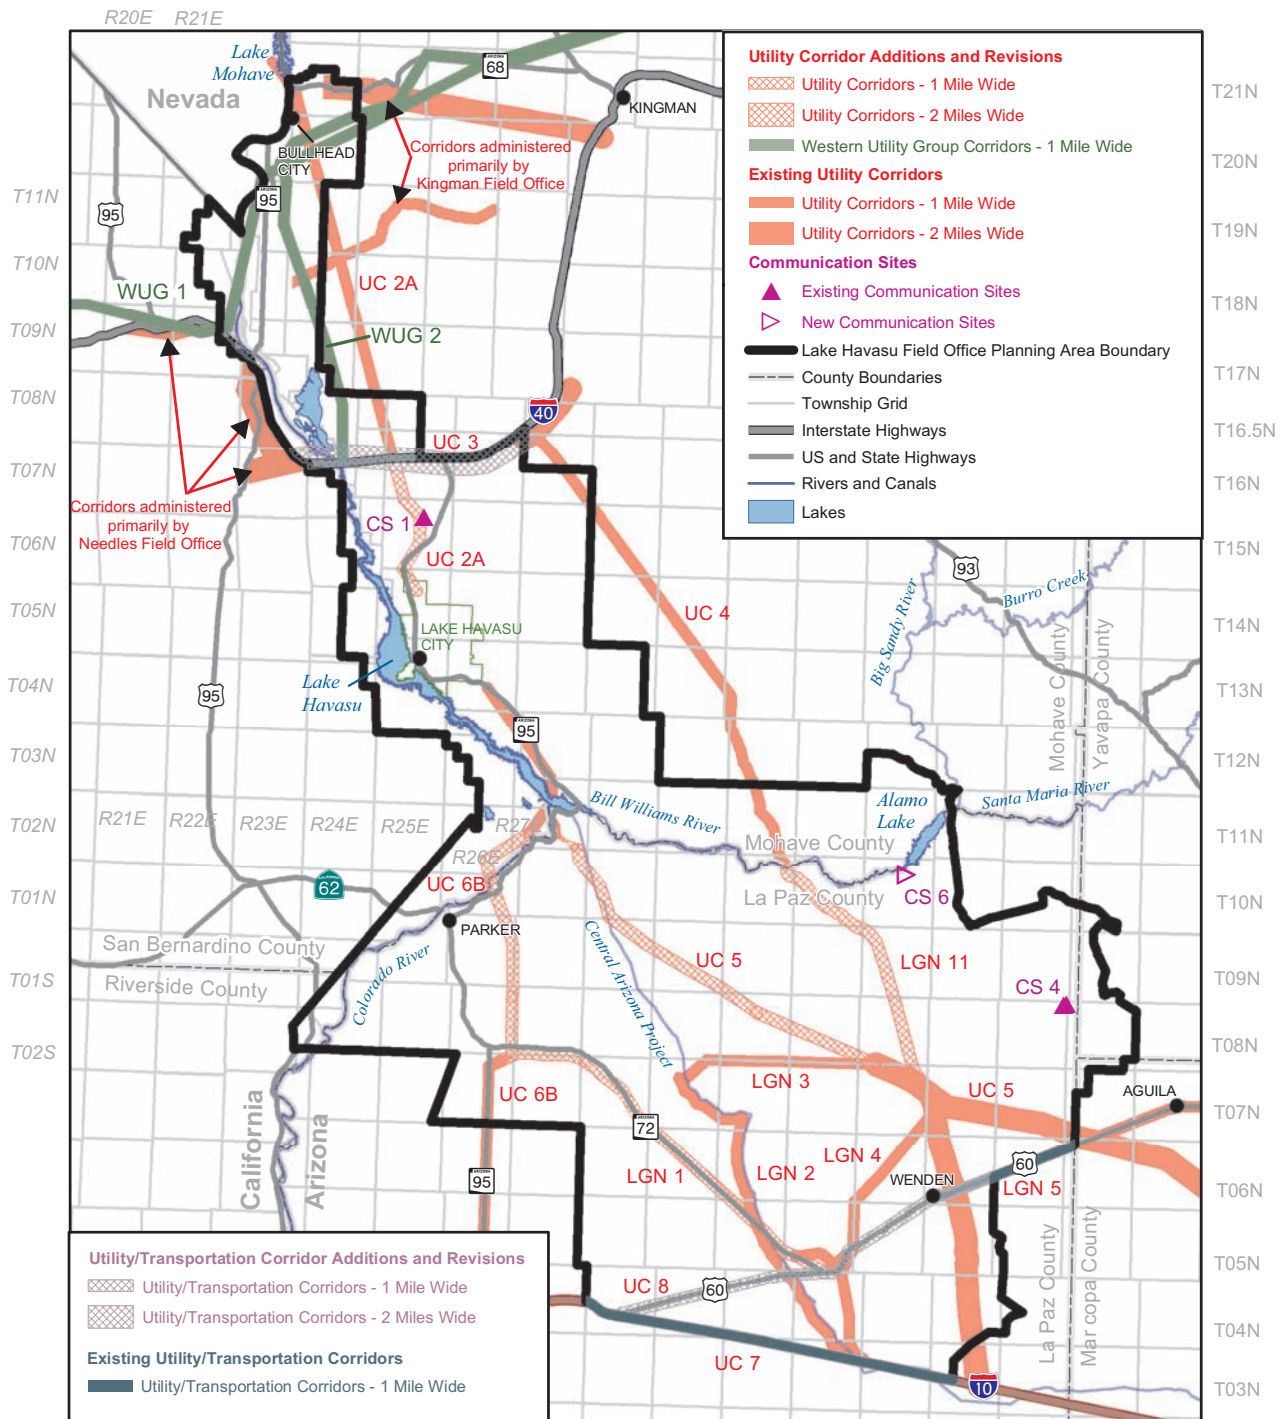 R20E R21E
Lake
Mohave
Nevada
ARIZONA
68
KINGMAN
BULLHEAD
CITY
Corridors administered
primarily by
Kingman Field Office
ARIZONA
95
95
UC 2A
WUG 1
WUG 2
40
UC 3
Corridors administered
primarily by
Needles Field Office
CS 1
UC 2A
UC 4
LAKE HAVASU
CITY
Lake
Havasu
95
ARIZONA
95
93
Burro Creek
Big Sandy River
Mohave County
Yavapa County
Bill Williams River
Alamo
Lake
Santa Maria River
R21E R22E R23E R24E R25E R26E R27E
Mohave County
La Paz County
CS 6
CALIFORNIA
62
UC 6B
PARKER
San Bernardino County
Riverside County
Colorado River
Central Arizona Project
UC 5
LGN 11
CS 4
LGN 3
UC 5
AGUILA
UC 6B
ARIZONA
72
LGN 1
LGN 2
LGN 4
WENDEN
60
LGN 5
ARIZONA
95
California
Arizona
UC 8
60
UC 7
10
La Paz County
Marcopa County
T11N
T10N
T09N
T08N
T07N
T06N
T05N
T04N
T03N
T02N
T01N
T01S
T02S
T21N
T20N
T19N
T18N
T17N
T16.5N
T16N
T15N
T14N
T13N
T12N
T11N
T10N
T09N
T08N
T07N
T06N
T05N
T04N
T03N
Utility Corridor Additions and Revisions
Utility Corridors - 1 Mile Wide
Utility Corridors - 2 Miles Wide
Western Utility Group Corridors - 1 Mile Wide
Existing Utility Corridors
Utility Corridors - 1 Mile Wide
Utility Corridors - 2 Miles Wide
Communication Sites
Existing Communication Sites
New Communication Sites
Lake Havasu Field Office Planning Area Boundary
County Boundaries
Township Grid
Interstate Highways
US and State Highways
Rivers and Canals
Lakes
Utility/Transportation Corridor Additions and Revisions
Utility/Transportation Corridors - 1 Mile Wide
Utility/Transportation Corridors - 2 Miles Wide
Existing Utility/Transportation Corridors
Utility/Transportation Corridors - 1 Mile Wide